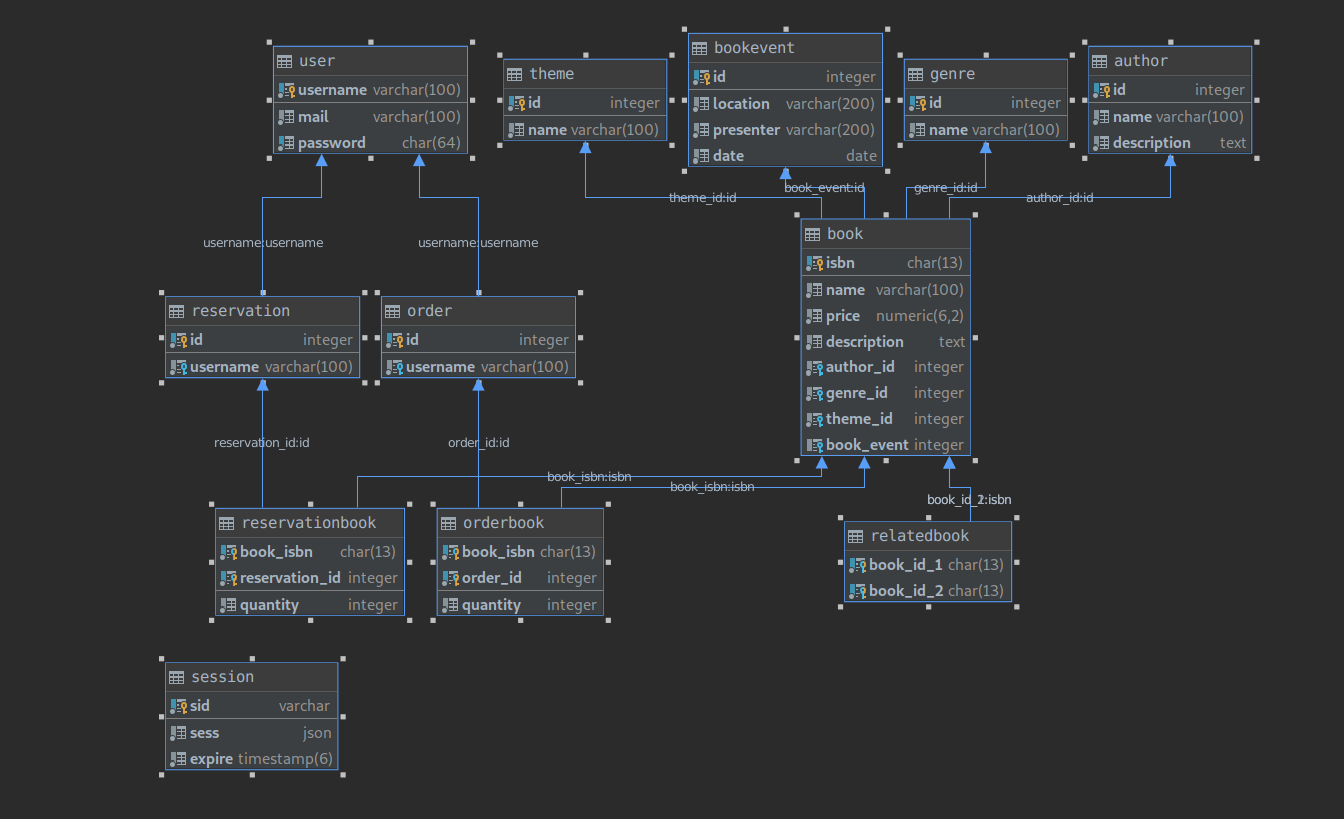 user
username varchar(100)
mail varchar(100)
password char(64)
theme
id integer
name varchar(100)
bookevent
id integer
location varchar(200)
presenter varchar(200)
date date
genre
id integer
name varchar(100)
author
id integer
name varchar(100)
description text
theme_id:id
book_event:id
genre_id:id
author_id:id
username:username
username:username
book
isbn char(13)
name varchar(100)
price numeric(6,2)
description text
author_id integer
genre_id integer
theme_id integer
book_event integer
reservation
id integer
username varchar(100)
order
id integer
username varchar(100)
reservation_id:id
order_id:id
book_isbn:isbn
book_isbn:isbn
reservationbook
book_isbn char(13)
reservation_id integer
quantity integer
orderbook
book_isbn char(13)
order_id integer
quantity integer
relatedbook
book_id_1 char(13)
book_id_2 char(13)
session
sid varchar
sess json
expire timestamp(6)